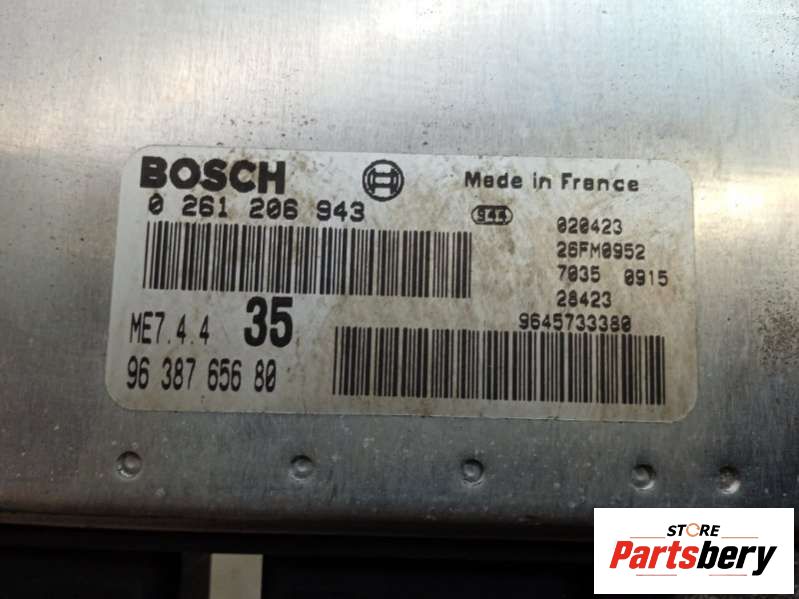 BOSCH
Made in France
0 261 206 943
944
020423
26FM0952
7035 0915
28423
9645733380
ME7.4.4 35
96 387 656 80
STORE
Partsbery